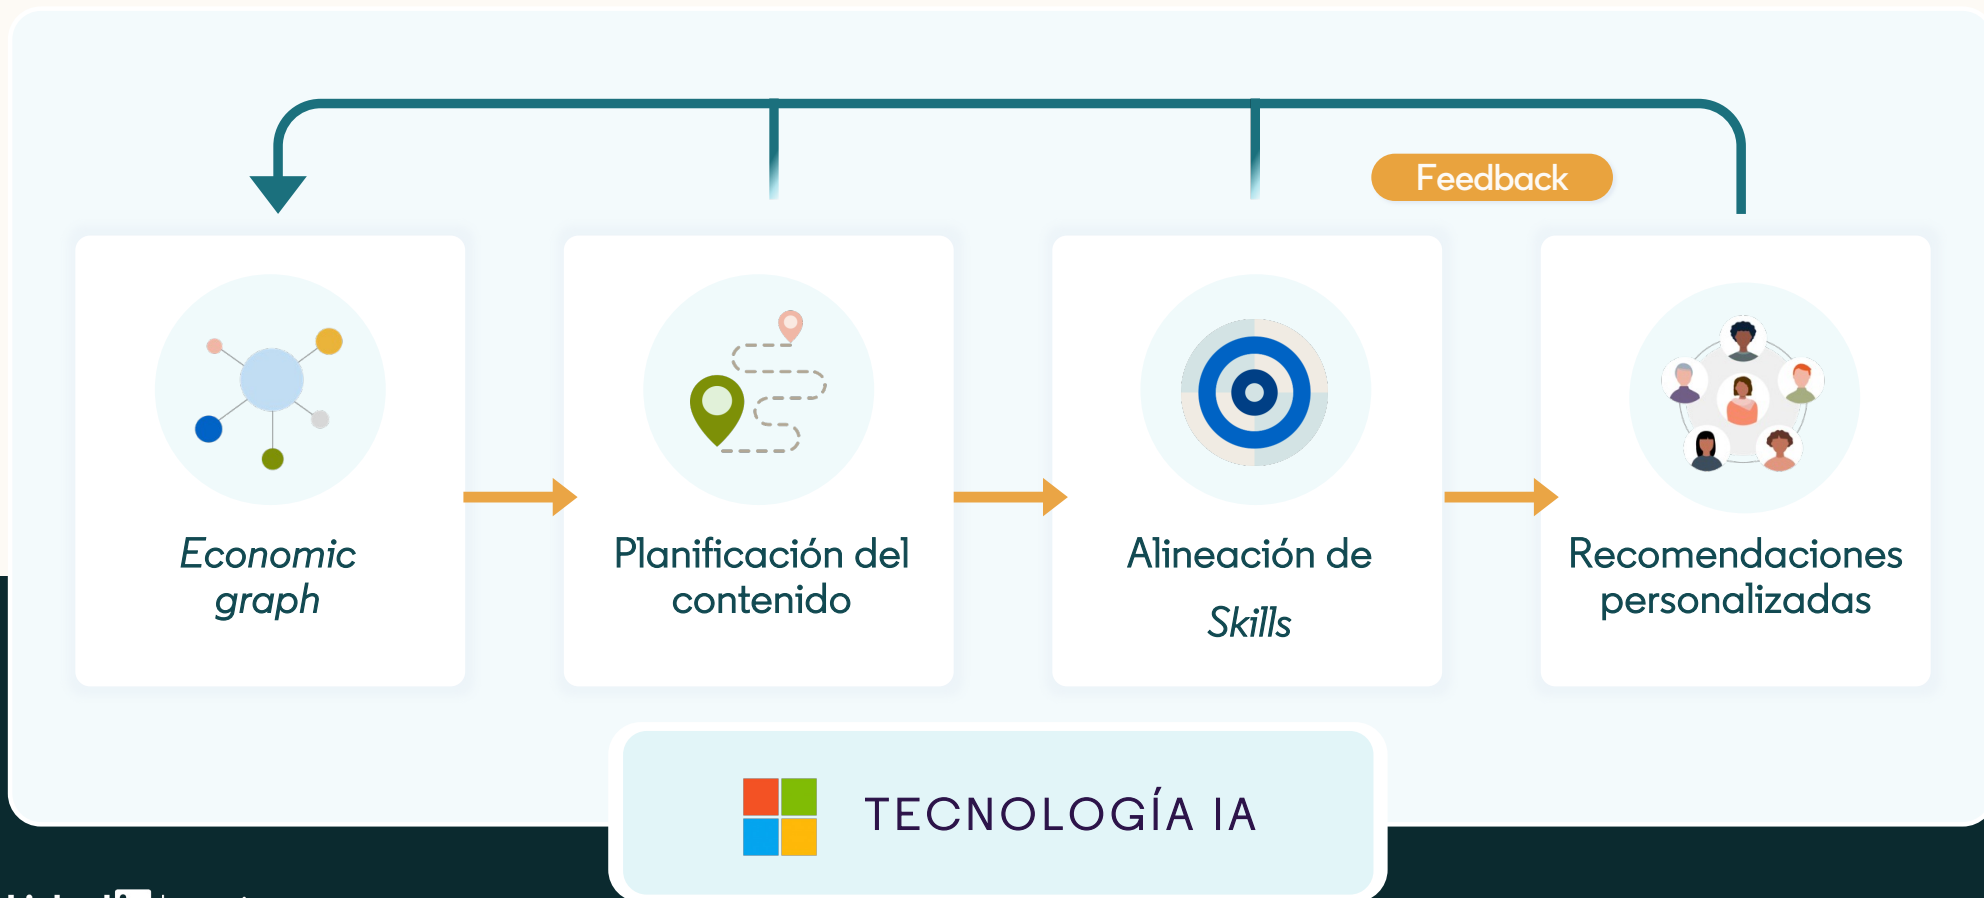 Feedback
Economic
graph
Planificación del
contenido
Alineación de
Skills
Recomendaciones
personalizadas
TECNOLOGÍA IA